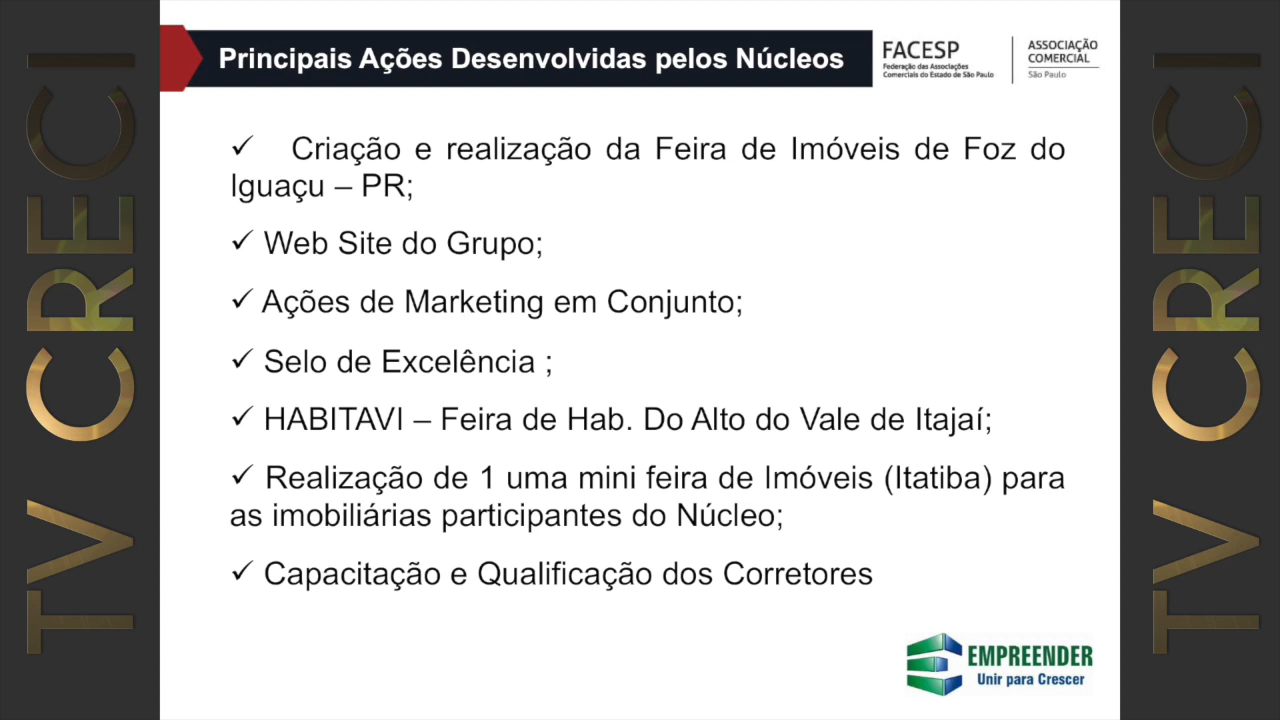 Principais Ações Desenvolvidas pelos Núcleos
FACESP
Federação das Associações
Comerciais do Estado de São Paulo
ASSOCIAÇÃO
COMERCIAL
São Paulo
✓ Criação e realização da Feira de Imóveis de Foz do
Iguaçu – PR;
✓ Web Site do Grupo;
✓ Ações de Marketing em Conjunto;
✓ Selo de Excelência ;
✓ HABITAVI – Feira de Hab. Do Alto do Vale de Itajaí;
✓ Realização de 1 uma mini feira de Imóveis (Itatiba) para
as imobiliárias participantes do Núcleo;
✓ Capacitação e Qualificação dos Corretores
EMPREENDER
Unir para Crescer
TV CRECI
TV CRECI